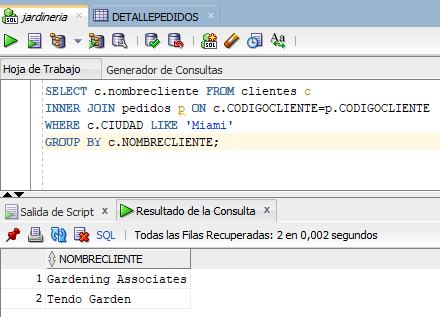 jardineria x DETALLEPEDIDOS x
SQL Aa
Hoja de Trabajo Generador de Consultas
SELECT c.nombrecliente FROM clientes c
INNER JOIN pedidos p ON c.CODIGOCLIENTE=p.CODIGOCLIENTE
WHERE c.CIUDAD LIKE 'Miami'
GROUP BY c.NOMBRECLIENTE;
Salida de Script x Resultado de la Consulta x
SQL | Todas las Filas Recuperadas: 2 en 0,002 segundos
NOMBRECLIENTE
1 Gardening Associates
2 Tendo Garden